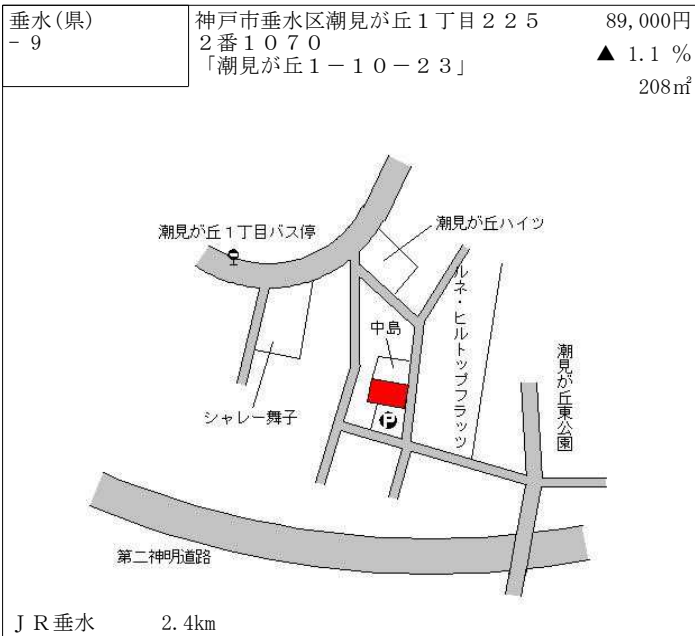 垂水(県)
- 9
神戸市垂水区潮見が丘１丁目２２５
２番１０７０
「潮見が丘１－１０－２３」
89,000円
▲ 1.1 %
208㎡
潮見が丘１丁目バス停
潮見が丘ハイツ
ルネ・ヒルトップフラッツ
中島
潮見が丘東公園
シャレー舞子
P
第二神明道路
ＪＲ垂水 2.4km